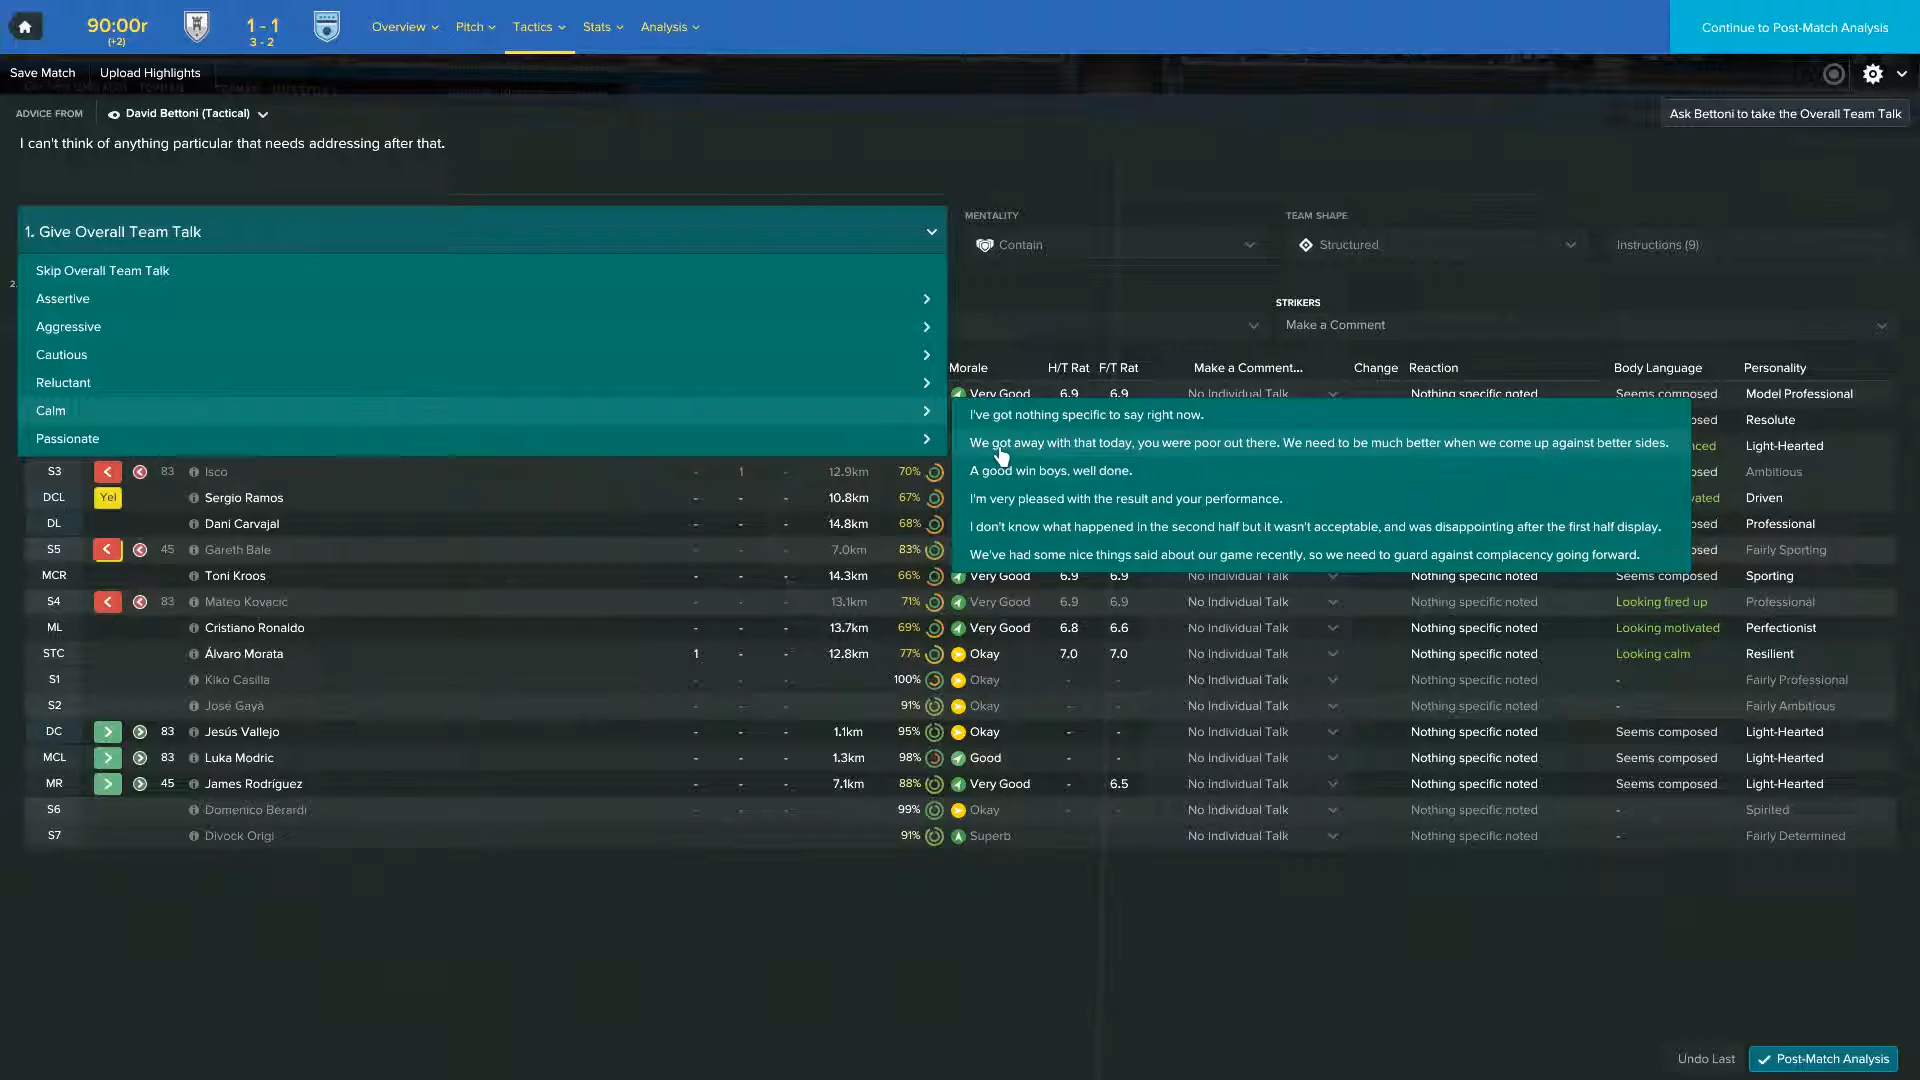 90:00r
(+2)
1 - 1
3 - 2
Overview
Pitch
Tactics
Stats
Analysis
Continue to Post-Match Analysis
Save Match
Upload Highlights
ADVICE FROM
David Bettoni (Tactical)
Ask Bettoni to take the Overall Team Talk
I can't think of anything particular that needs addressing after that.
1. Give Overall Team Talk
Skip Overall Team Talk
Assertive
Aggressive
Cautious
Reluctant
Calm
Passionate
2.
MENTALITY
Contain
TEAM SHAPE
Structured
Instructions (9)
STRIKERS
Make a Comment
Morale H/T Rat F/T Rat Make a Comment... Change Reaction Body Language Personality
Very Good 6.9 6.9 No Individual Talk Nothing specific noted Seems composed Model Professional
I've got nothing specific to say right now.
We got away with that today, you were poor out there. We need to be much better when we come up against better sides.
A good win boys, well done.
I'm very pleased with the result and your performance.
I don't know what happened in the second half but it wasn't acceptable, and was disappointing after the first half display.
We've had some nice things said about our game recently, so we need to guard against complacency going forward.
Resolute
Light-Hearted
S3 83 Isco - 1 - 12.9km 70% Ambitious
DCL Yel Sergio Ramos - - - 10.8km 67% Driven
DL Dani Carvajal - - - 14.8km 68% Professional
S5 45 Gareth Bale - - - 7.0km 83% Fairly Sporting
MCR Toni Kroos - - - 14.3km 66% Very Good 6.9 6.9 No Individual Talk Nothing specific noted Seems composed Sporting
S4 83 Mateo Kovacic - - - 13.1km 71% Very Good 6.9 6.9 No Individual Talk Nothing specific noted Looking fired up Professional
ML Cristiano Ronaldo - - - 13.7km 69% Very Good 6.8 6.6 No Individual Talk Nothing specific noted Looking motivated Perfectionist
STC Álvaro Morata 1 - - 12.8km 77% Okay 7.0 7.0 No Individual Talk Nothing specific noted Looking calm Resilient
S1 Kiko Casilla - - - 100% Okay - - No Individual Talk Nothing specific noted - Fairly Professional
S2 José Gayà - - - 91% Okay - - No Individual Talk Nothing specific noted - Fairly Ambitious
DC 83 Jesús Vallejo - - - 1.1km 95% Okay - - No Individual Talk Nothing specific noted Seems composed Light-Hearted
MCL 83 Luka Modric - - - 1.3km 98% Good - - No Individual Talk Nothing specific noted Seems composed Light-Hearted
MR 45 James Rodríguez - - - 7.1km 88% Very Good - 6.5 No Individual Talk Nothing specific noted Seems composed Light-Hearted
S6 Domenico Berardi - - - 99% Okay - - No Individual Talk Nothing specific noted - Spirited
S7 Divock Origi - - - 91% Superb - - No Individual Talk Nothing specific noted - Fairly Determined
Undo Last
Post-Match Analysis